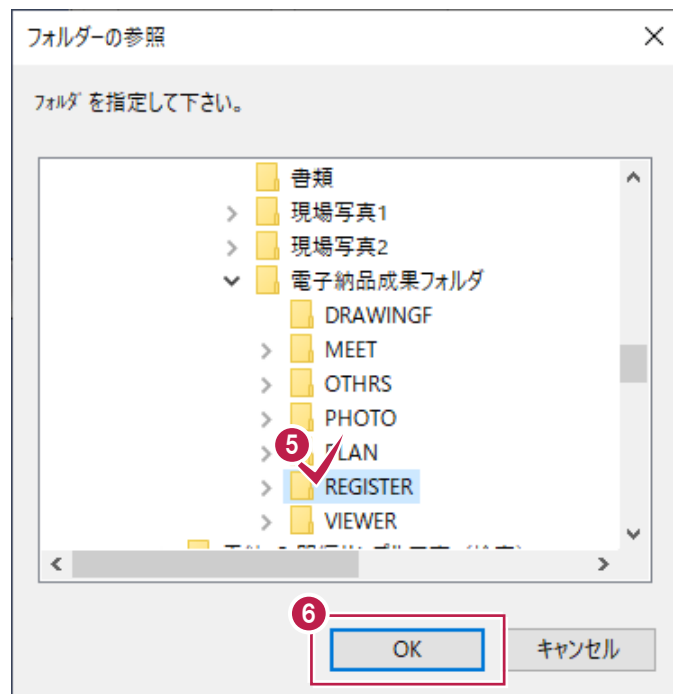 フォルダーの参照
ﾌｫﾙﾀﾞを指定して下さい。
書類
現場写真1
現場写真2
電子納品成果フォルダ
DRAWINGF
MEET
OTHRS
PHOTO
5
PLAN
REGISTER
VIEWER
6
OK
キャンセル